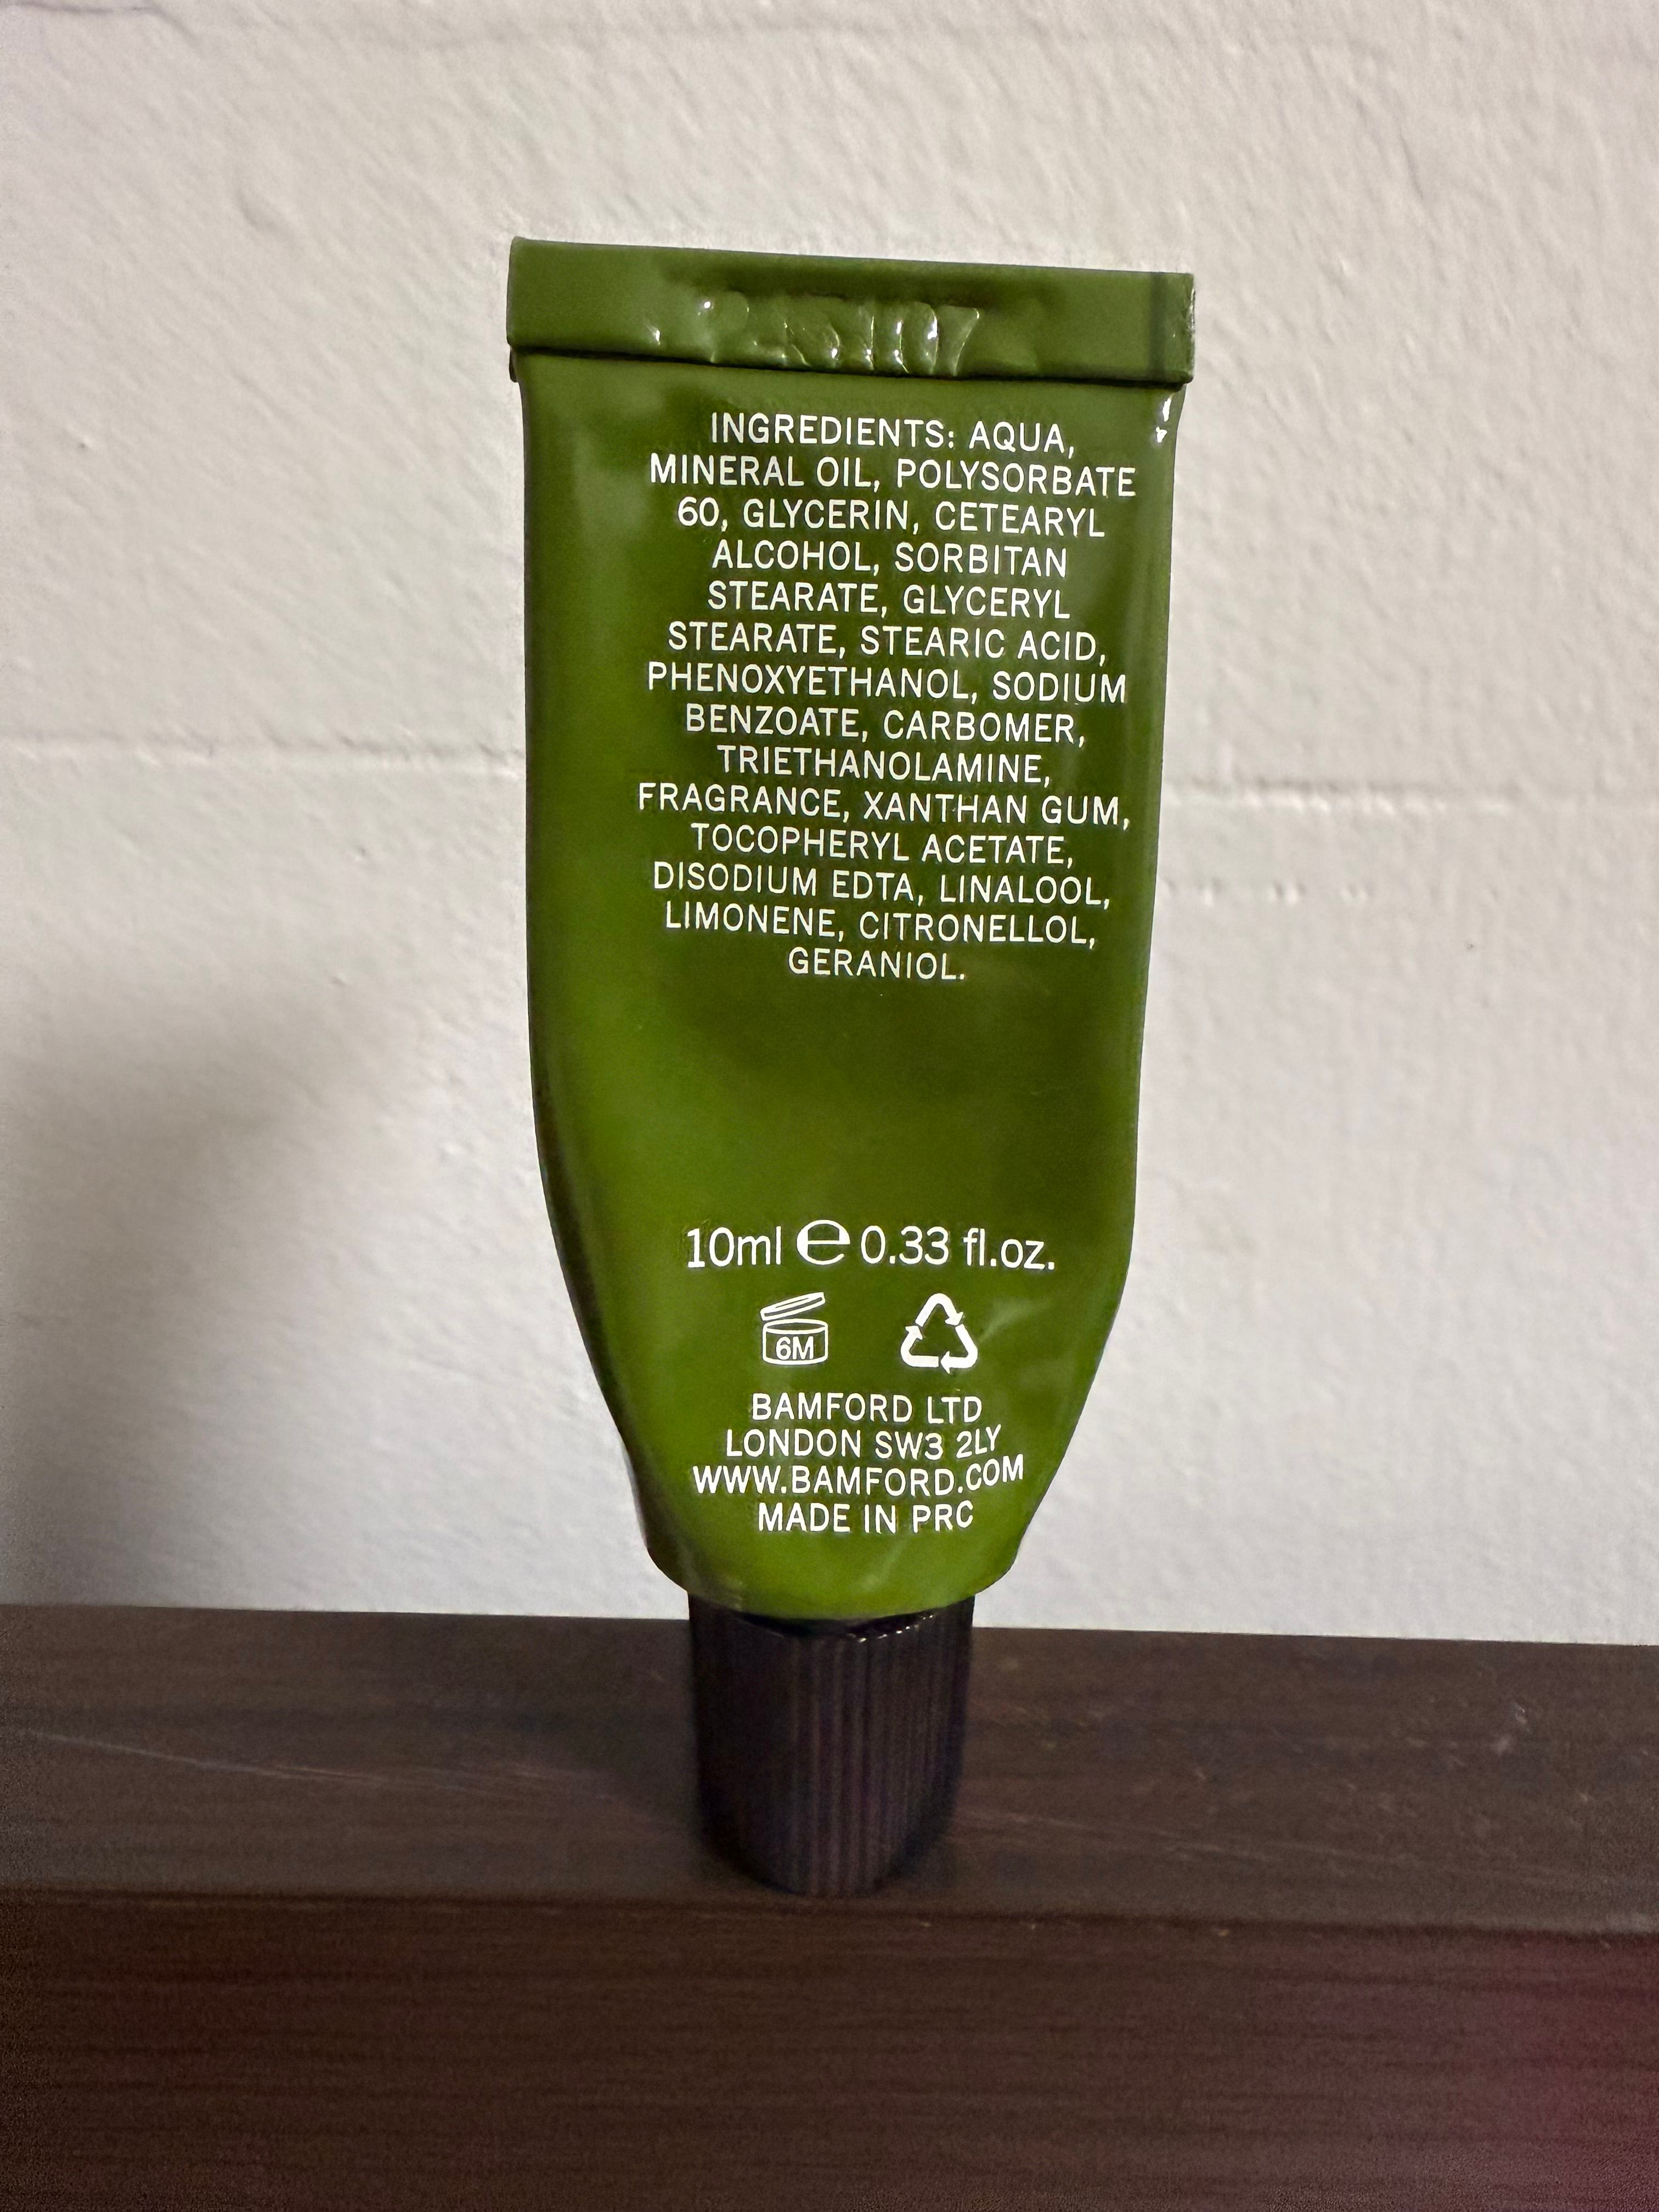 INGREDIENTS: AQUA,
MINERAL OIL, POLYSORBATE
60, GLYCERIN, CETEARYL
ALCOHOL, SORBITAN
STEARATE, GLYCERYL
STEARATE, STEARIC ACID,
PHENOXYETHANOL, SODIUM
BENZOATE, CARBOMER,
TRIETHANOLAMINE,
FRAGRANCE, XANTHAN GUM,
TOCOPHERYL ACETATE,
DISODIUM EDTA, LINALOOL,
LIMONENE, CITRONELLOL,
GERANIOL.
10ml ℮ 0.33 fl.oz.
6M
BAMFORD LTD
LONDON SW3 2LY
WWW.BAMFORD.COM
MADE IN PRC